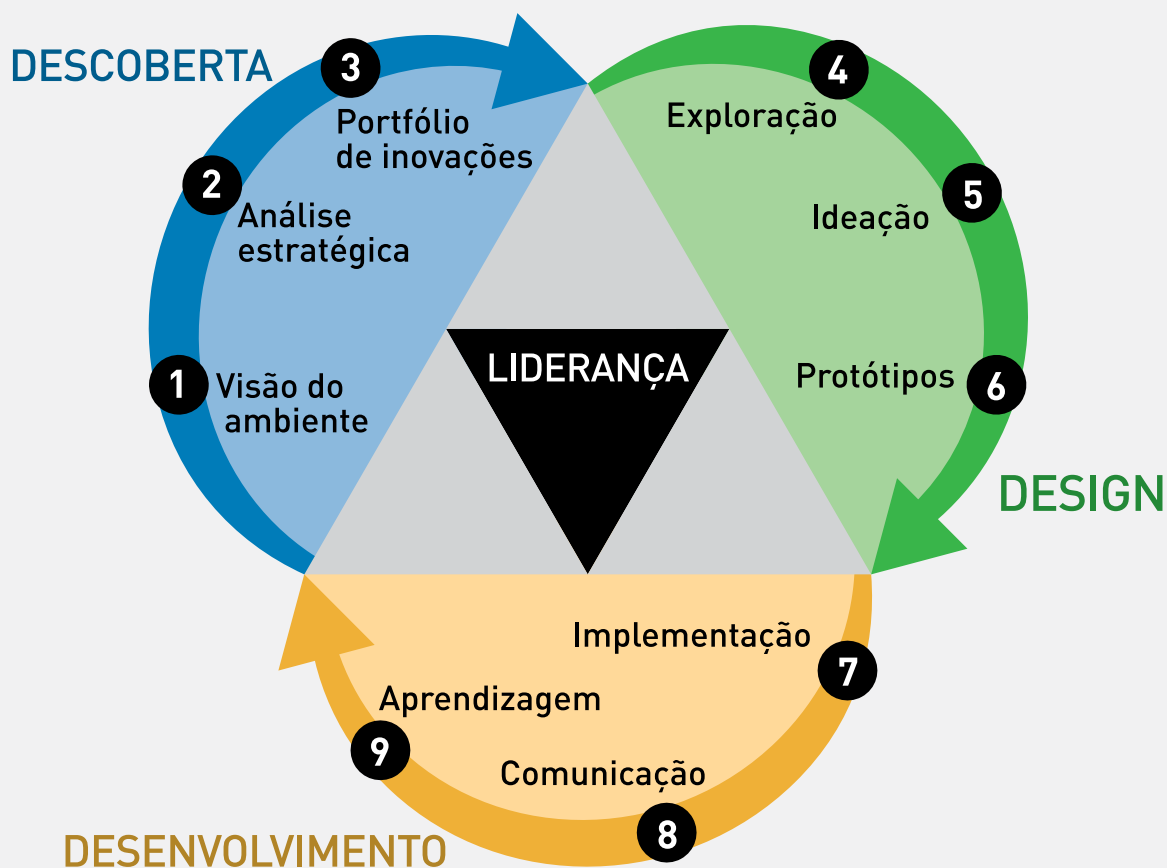 DESCOBERTA
1
Visão do
ambiente
2
Análise
estratégica
3
Portfólio
de inovações
4
Exploração
5
Ideação
6
Protótipos
DESIGN
LIDERANÇA
7
Implementação
8
Comunicação
9
Aprendizagem
DESENVOLVIMENTO